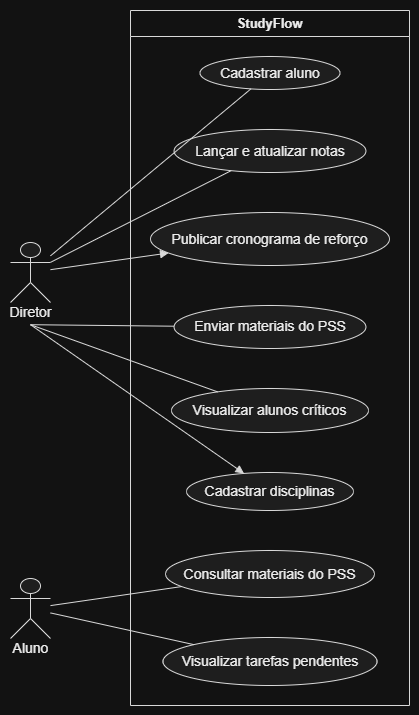 StudyFlow
Cadastrar aluno
Lançar e atualizar notas
Publicar cronograma de reforço
Diretor
Enviar materiais do PSS
Visualizar alunos críticos
Cadastrar disciplinas
Consultar materiais do PSS
Aluno
Visualizar tarefas pendentes